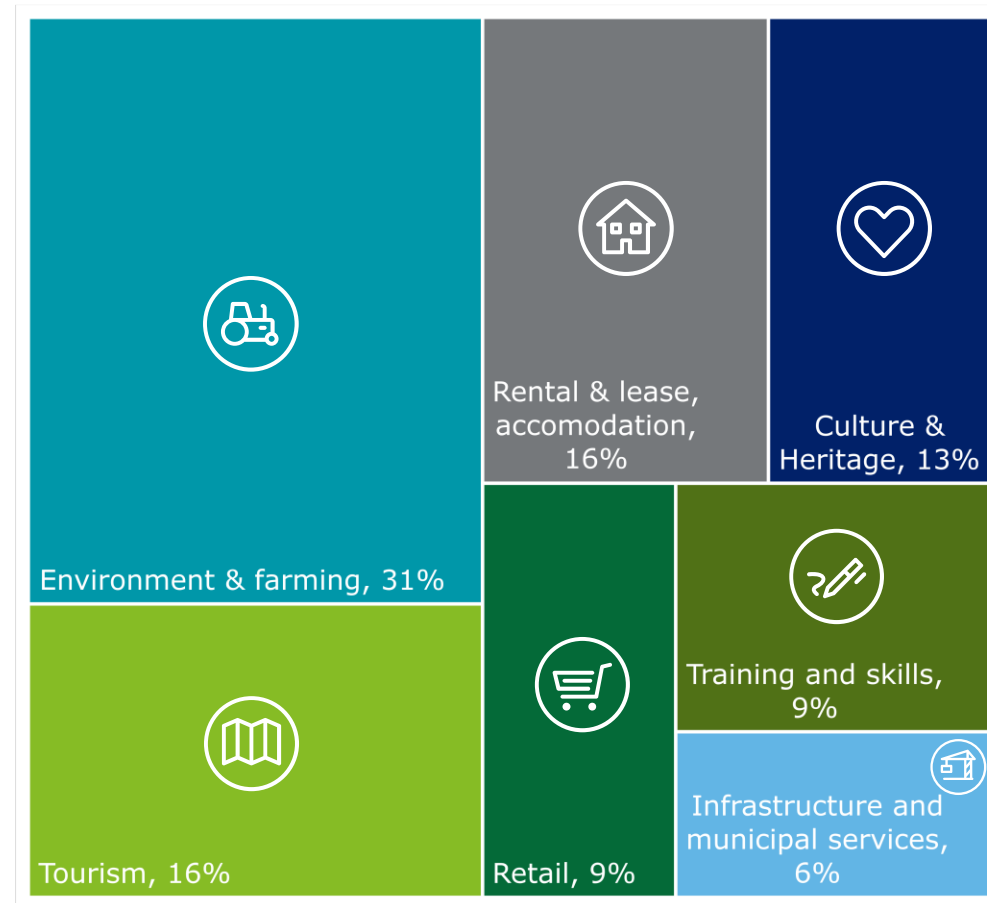 Rental & lease,
accomodation,
16%
Culture &
Heritage, 13%
Environment & farming, 31%
Training and skills,
9%
Infrastructure and
municipal services,
6%
Tourism, 16%
Retail, 9%